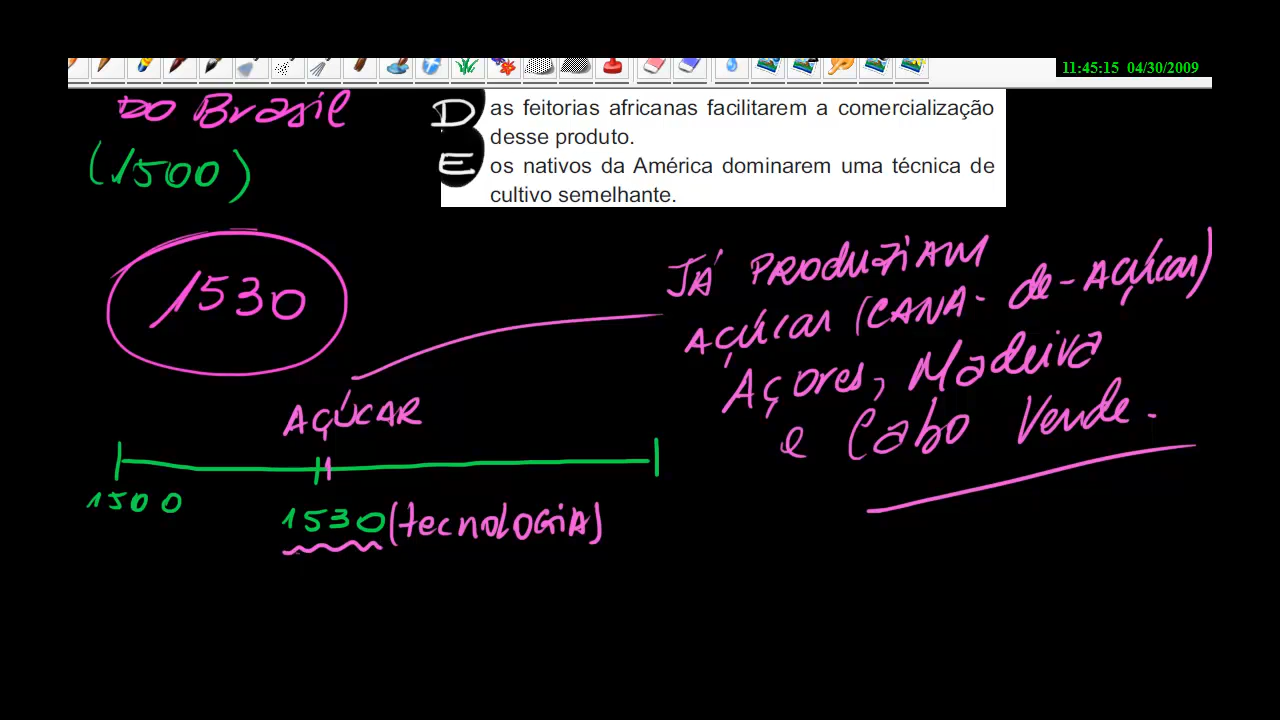 11:45:15 04/30/2009
DO Brasil
(1500)
D as feitorias africanas facilitarem a comercialização
desse produto.
E os nativos da América dominarem uma técnica de
cultivo semelhante.
1530
JÁ PRODUZIAM
AÇÚCAR (CANA-de-AÇÚCAR)
AÇORES, Madeira
e Cabo Verde.
AÇÚCAR
1500
1530 (tecnologia)